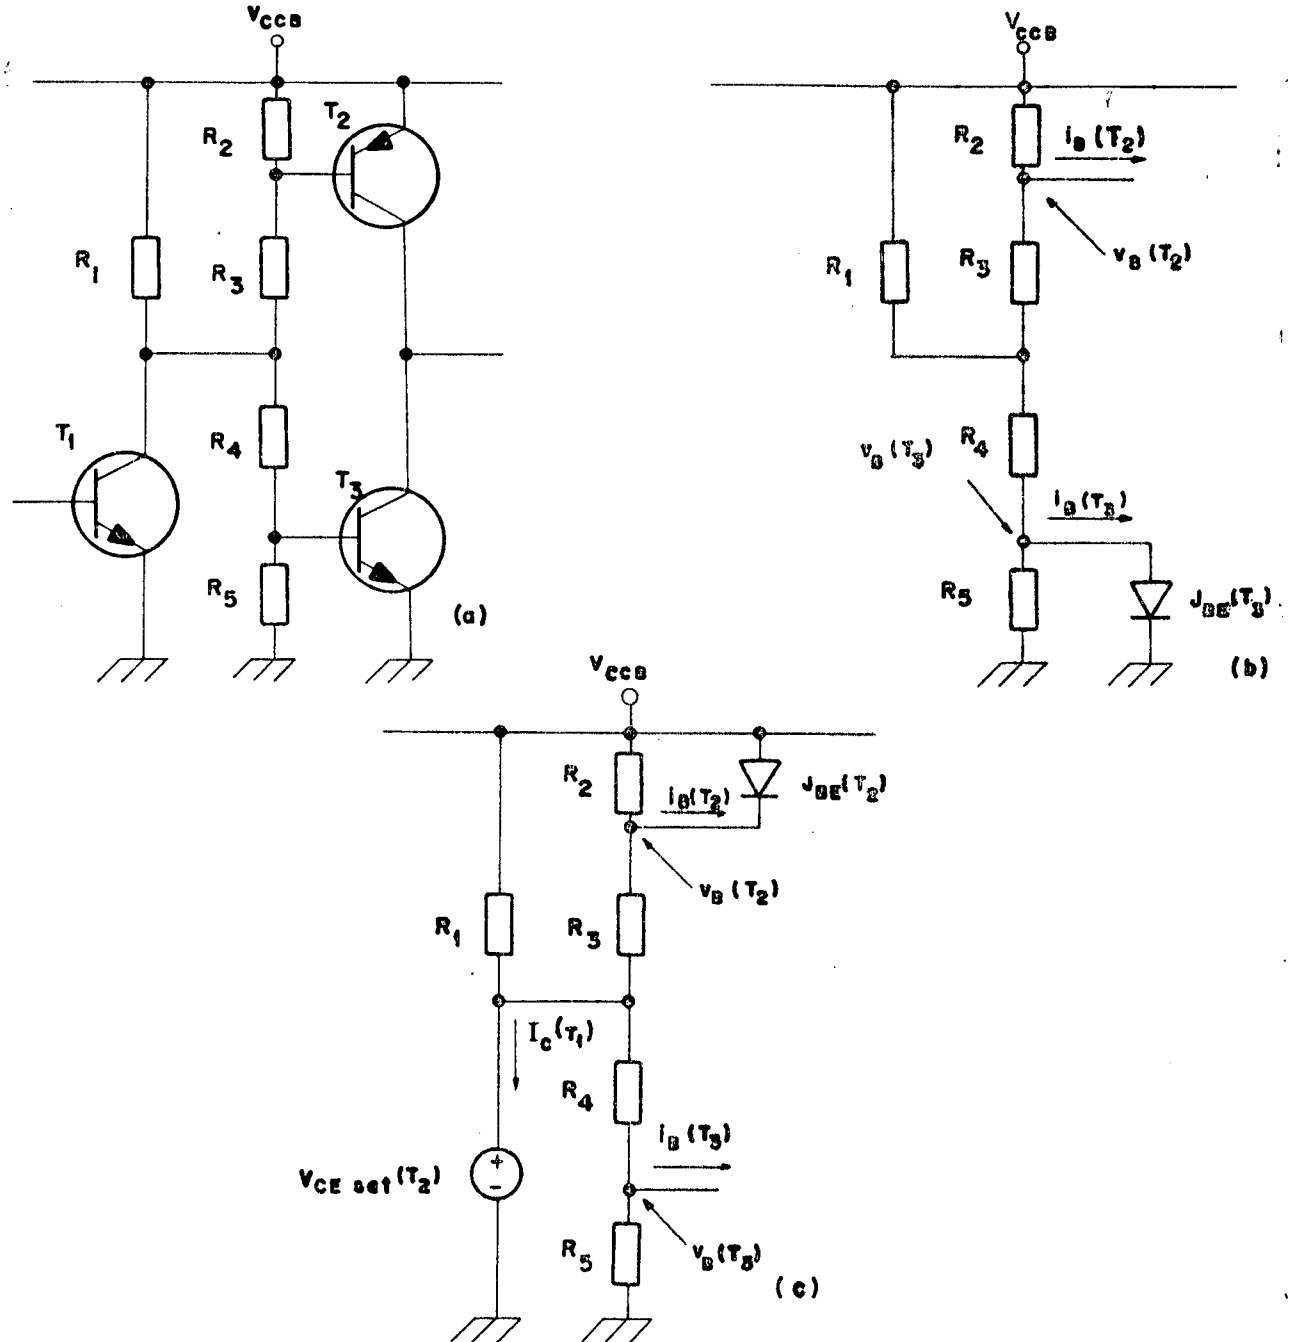 VCCB
R2
T2
R1
R3
T1
R4
T3
R5
(a)
VCCB
R2
iB(T2)
R1
R3
vB(T2)
vB(T3)
R4
iB(T3)
R5
JBE(T3)
(b)
VCCB
R2
iB(T2)
JBE(T2)
vB(T2)
R1
R3
Ic(T1)
R4
iB(T3)
VCE sat(T2)
R5
vB(T3)
(c)